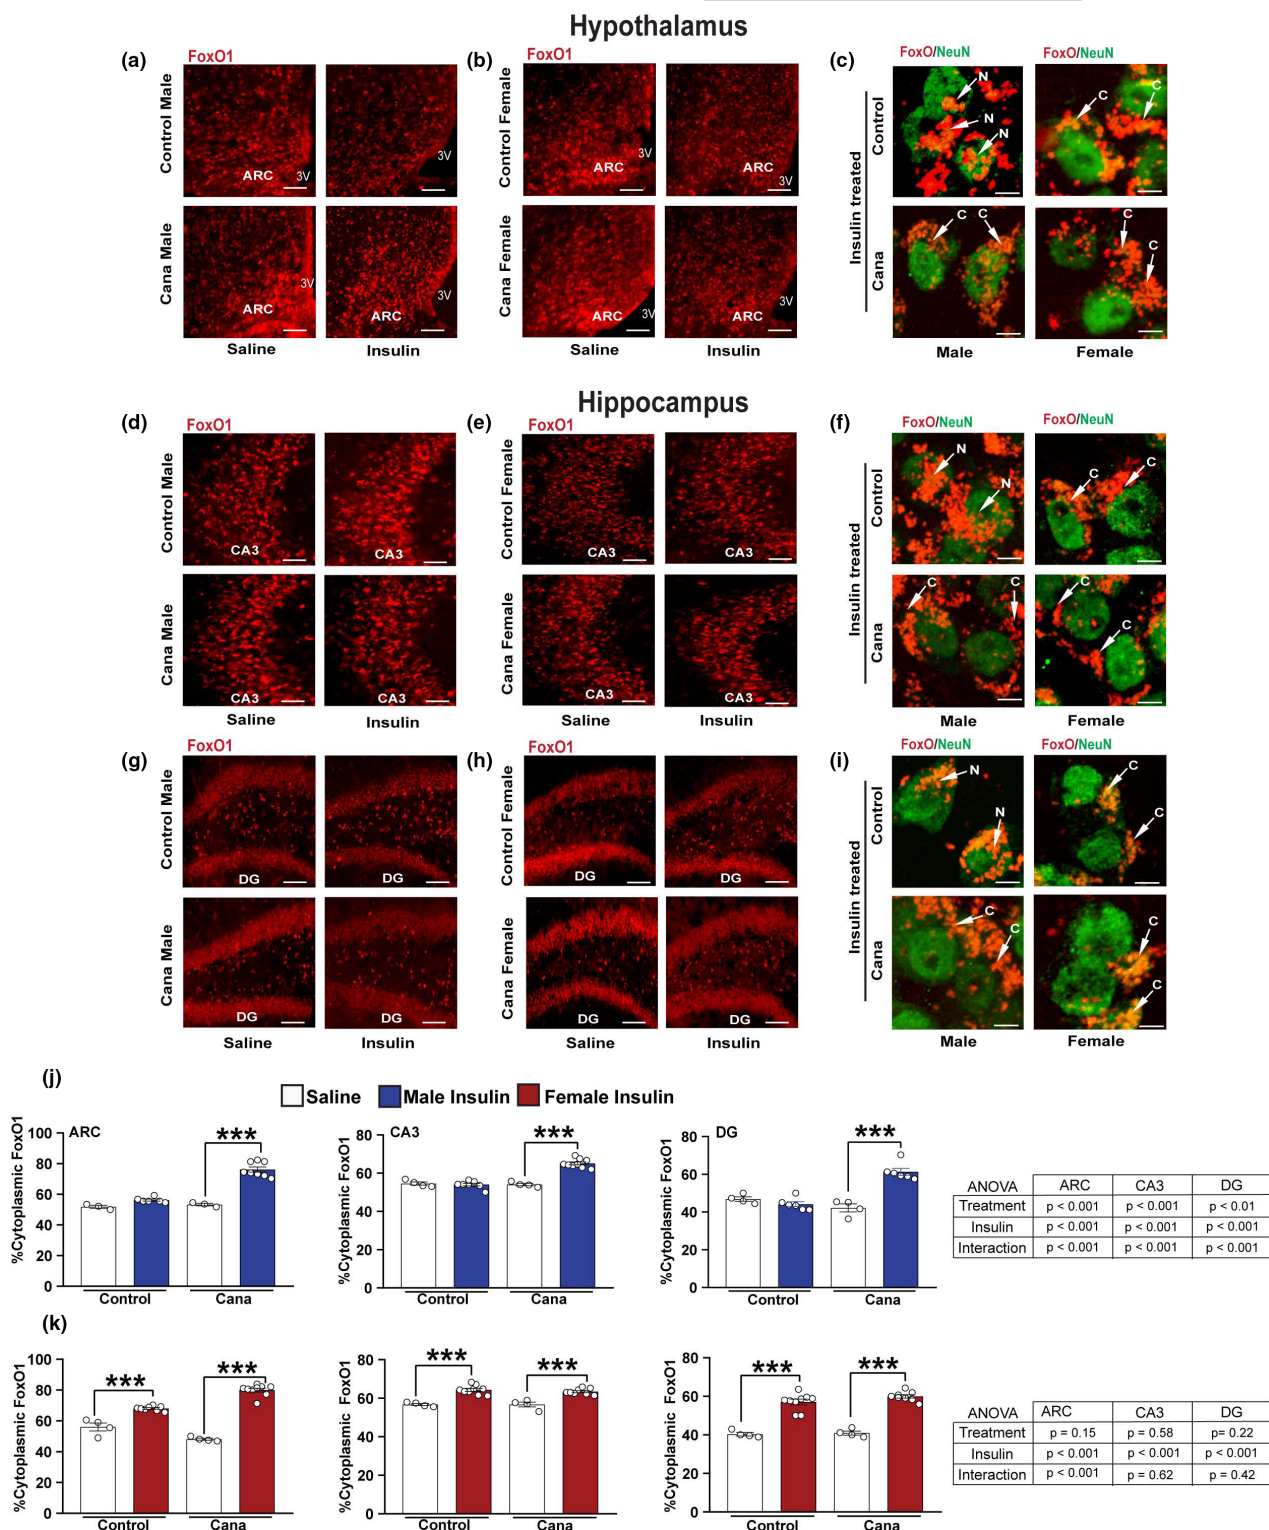 Hypothalamus
(a) FoxO1 (b) FoxO1 (c) FoxO/NeuN FoxO/NeuN
Control Male ARC 3V 3V Control Female ARC 3V ARC 3V Insulin treated Control N N N C C
Cana Male ARC 3V ARC 3V Cana Female ARC 3V ARC 3V Cana C C C C
Saline Insulin Saline Insulin Male Female
Hippocampus
(d) FoxO1 (e) FoxO1 (f) FoxO/NeuN FoxO/NeuN
Control Male CA3 CA3 Control Female CA3 CA3 Insulin treated Control N N C C
Cana Male CA3 CA3 Cana Female CA3 CA3 Cana C C C C
Saline Insulin Saline Insulin Male Female
(g) FoxO1 (h) FoxO1 (i) FoxO/NeuN FoxO/NeuN
Control Male DG DG Control Female DG DG Insulin treated Control N N C C
Cana Male DG DG Cana Female DG DG Cana C C C C
Saline Insulin Saline Insulin Male Female
(j)
Saline Male Insulin Female Insulin
%Cytoplasmic FoxO1
100
80
60
40
20
0
ARC
***
Control Cana
%Cytoplasmic FoxO1
80
60
40
20
0
CA3
***
Control Cana
%Cytoplasmic FoxO1
80
60
40
20
0
DG
***
Control Cana
ANOVA ARC CA3 DG
Treatment p < 0.001 p < 0.001 p < 0.01
Insulin p < 0.001 p < 0.001 p < 0.001
Interaction p < 0.001 p < 0.001 p < 0.001
(k)
%Cytoplasmic FoxO1
100
80
60
40
20
0
*** ***
Control Cana
%Cytoplasmic FoxO1
80
60
40
20
0
*** ***
Control Cana
%Cytoplasmic FoxO1
80
60
40
20
0
*** ***
Control Cana
ANOVA ARC CA3 DG
Treatment p = 0.15 p = 0.58 p= 0.22
Insulin p < 0.001 p < 0.001 p < 0.001
Interaction p < 0.001 p = 0.62 p = 0.42